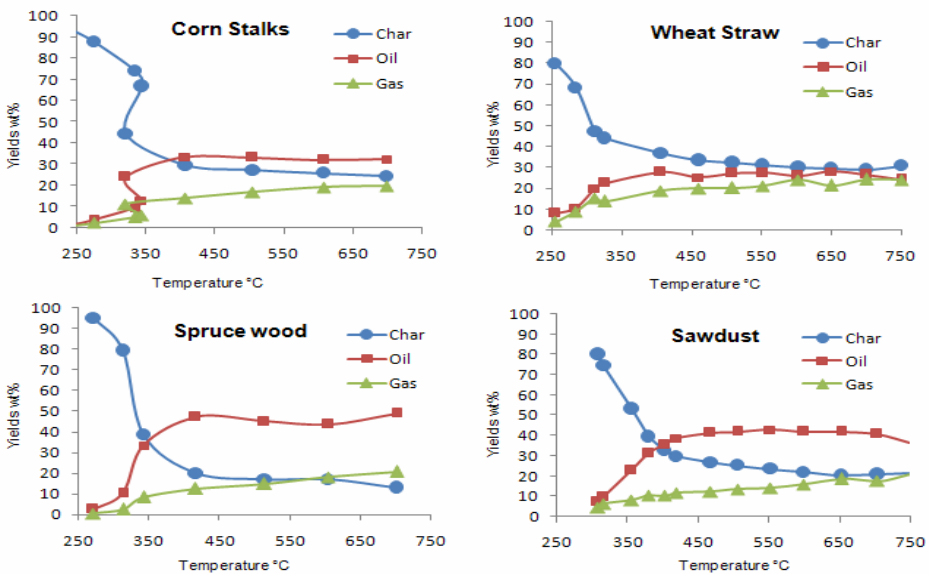 Corn Stalks
Char
Oil
Gas
Yields wt%
100
90
80
70
60
50
40
30
20
10
0
250 350 450 550 650 750
Temperature °C
Wheat Straw
Char
Oil
Gas
Yields wt%
100
90
80
70
60
50
40
30
20
10
0
250 350 450 550 650 750
Temperature °C
Spruce wood
Char
Oil
Gas
Yields wt%
100
90
80
70
60
50
40
30
20
10
0
250 350 450 550 650 750
Temperature °C
Sawdust
Char
Oil
Gas
Yields wt%
100
90
80
70
60
50
40
30
20
10
0
250 350 450 550 650 750
Temperature °C